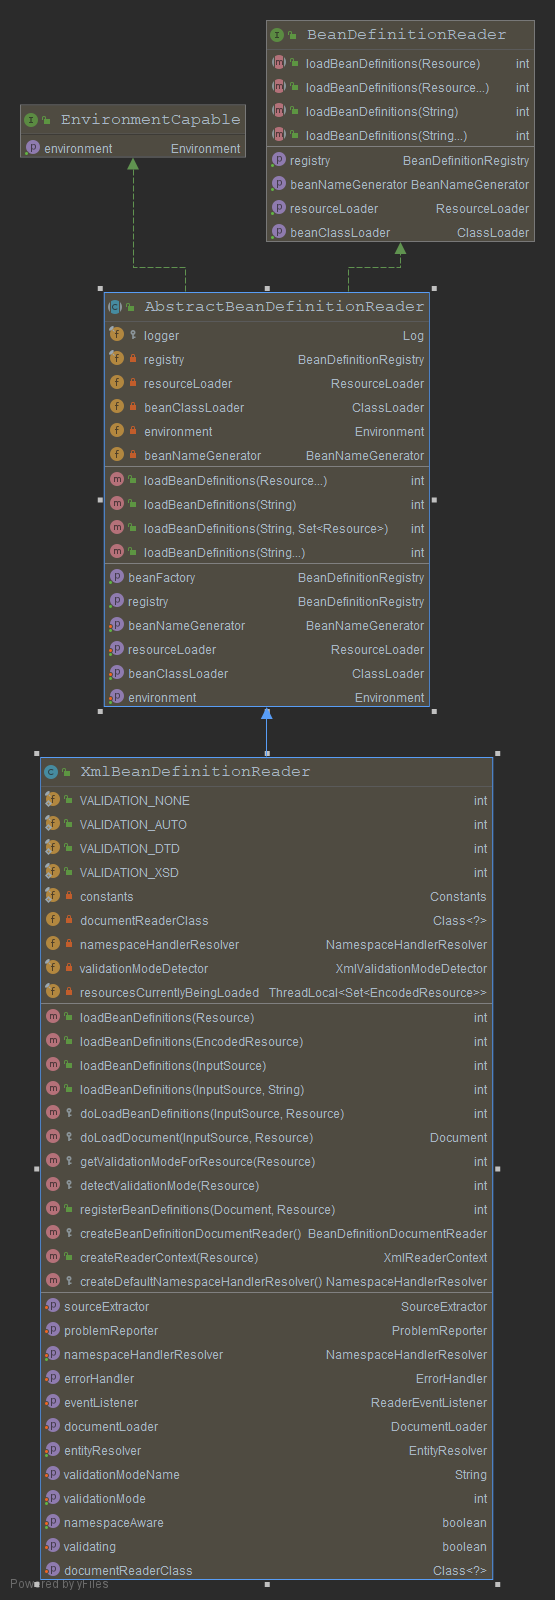 BeanDefinitionReader
loadBeanDefinitions(Resource) int
loadBeanDefinitions(Resource...) int
loadBeanDefinitions(String) int
loadBeanDefinitions(String...) int
registry BeanDefinitionRegistry
beanNameGenerator BeanNameGenerator
resourceLoader ResourceLoader
beanClassLoader ClassLoader
EnvironmentCapable
environment Environment
AbstractBeanDefinitionReader
logger Log
registry BeanDefinitionRegistry
resourceLoader ResourceLoader
beanClassLoader ClassLoader
environment Environment
beanNameGenerator BeanNameGenerator
loadBeanDefinitions(Resource...) int
loadBeanDefinitions(String) int
loadBeanDefinitions(String, Set<Resource>) int
loadBeanDefinitions(String...) int
beanFactory BeanDefinitionRegistry
registry BeanDefinitionRegistry
beanNameGenerator BeanNameGenerator
resourceLoader ResourceLoader
beanClassLoader ClassLoader
environment Environment
XmlBeanDefinitionReader
VALIDATION_NONE int
VALIDATION_AUTO int
VALIDATION_DTD int
VALIDATION_XSD int
constants Constants
documentReaderClass Class<?>
namespaceHandlerResolver NamespaceHandlerResolver
validationModeDetector XmlValidationModeDetector
resourcesCurrentlyBeingLoaded ThreadLocal<Set<EncodedResource>>
loadBeanDefinitions(Resource) int
loadBeanDefinitions(EncodedResource) int
loadBeanDefinitions(InputSource) int
loadBeanDefinitions(InputSource, String) int
doLoadBeanDefinitions(InputSource, Resource) int
doLoadDocument(InputSource, Resource) Document
getValidationModeForResource(Resource) int
detectValidationMode(Resource) int
registerBeanDefinitions(Document, Resource) int
createBeanDefinitionDocumentReader() BeanDefinitionDocumentReader
createReaderContext(Resource) XmlReaderContext
createDefaultNamespaceHandlerResolver() NamespaceHandlerResolver
sourceExtractor SourceExtractor
problemReporter ProblemReporter
namespaceHandlerResolver NamespaceHandlerResolver
errorHandler ErrorHandler
eventListener ReaderEventListener
documentLoader DocumentLoader
entityResolver EntityResolver
validationModeName String
validationMode int
namespaceAware boolean
validating boolean
documentReaderClass Class<?>
Powered by yFiles